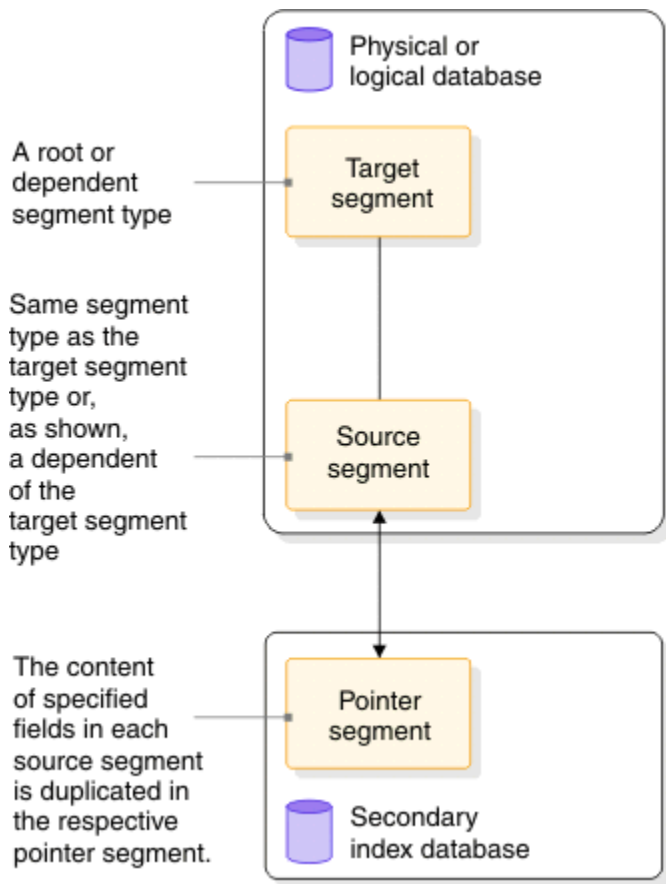 Physical or
logical database
A root or
dependent
segment type
Target
segment
Same segment
type as the
target segment
type or,
as shown,
a dependent
of the
target segment
type
Source
segment
The content
of specified
fields in each
source segment
is duplicated in
the respective
pointer segment.
Pointer
segment
Secondary
index database